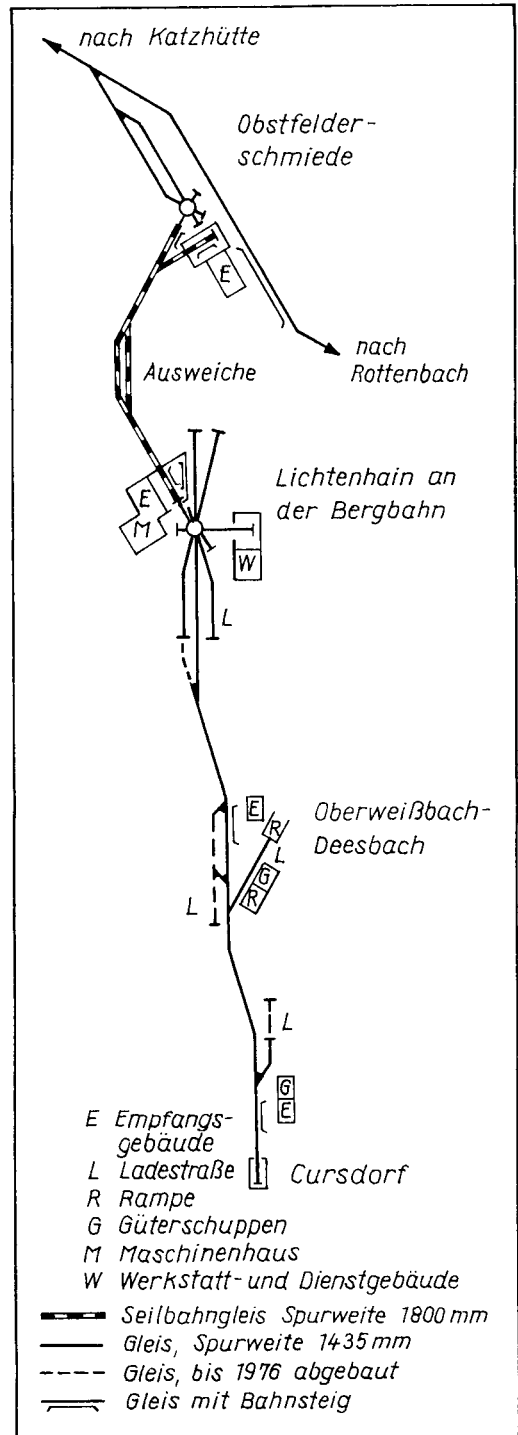 nach Katzhütte
Obstfelder-
schmiede
E
nach
Rottenbach
Ausweiche
Lichtenhain an
der Bergbahn
E
M
W
L
E
R
Oberweißbach-
Deesbach
L
G
R
L
L
G
E
Cursdorf
E Empfangs-
gebäude
L Ladestraße
R Rampe
G Güterschuppen
M Maschinenhaus
W Werkstatt- und Dienstgebäude
Seilbahngleis Spurweite 1800 mm
Gleis, Spurweite 1435 mm
Gleis, bis 1976 abgebaut
Gleis mit Bahnsteig